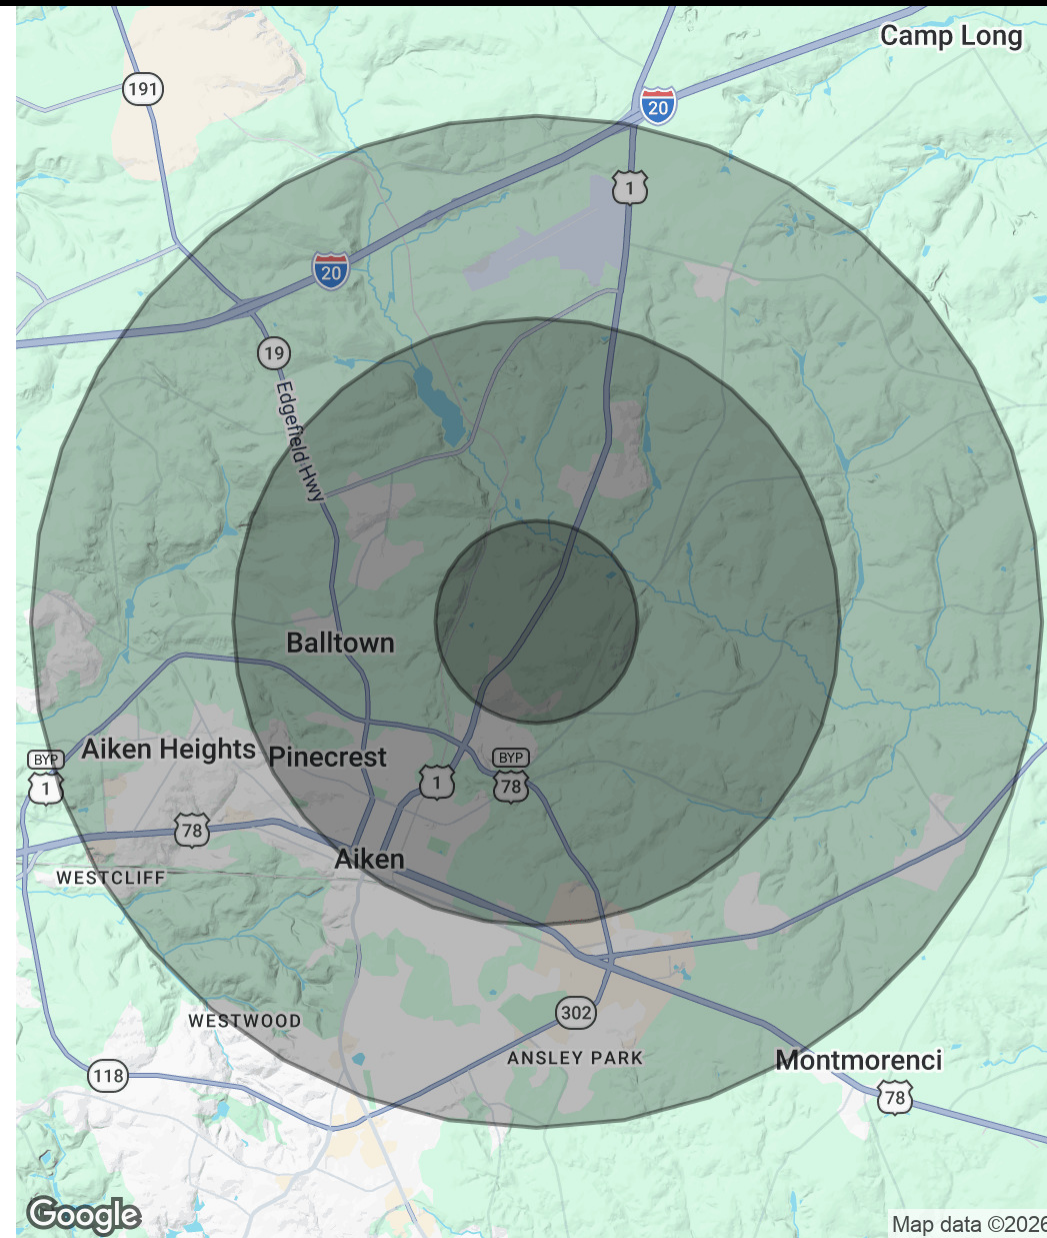 Camp Long
191
20
1
20
19
Edgefield Hwy
Balltown
Aiken Heights
Pinecrest
BYP
1
BYP
78
1
78
Aiken
WESTCLIFF
302
WESTWOOD
ANSLEY PARK
Montmorenci
118
78
Google
Map data ©2026